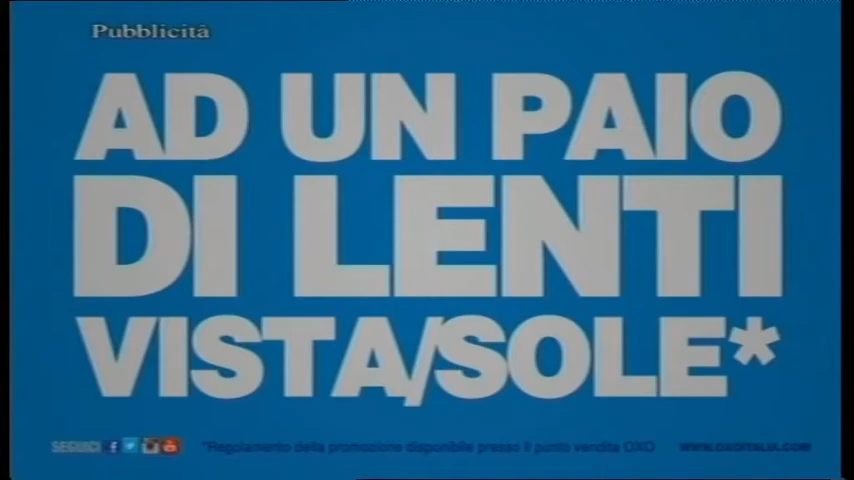 Pubblicità
AD UN PAIO
DI LENTI
VISTA/SOLE*
SEGUICI *Regolamento della promozione disponibile presso il punto vendita OXO WWW.OXOITALIA.COM